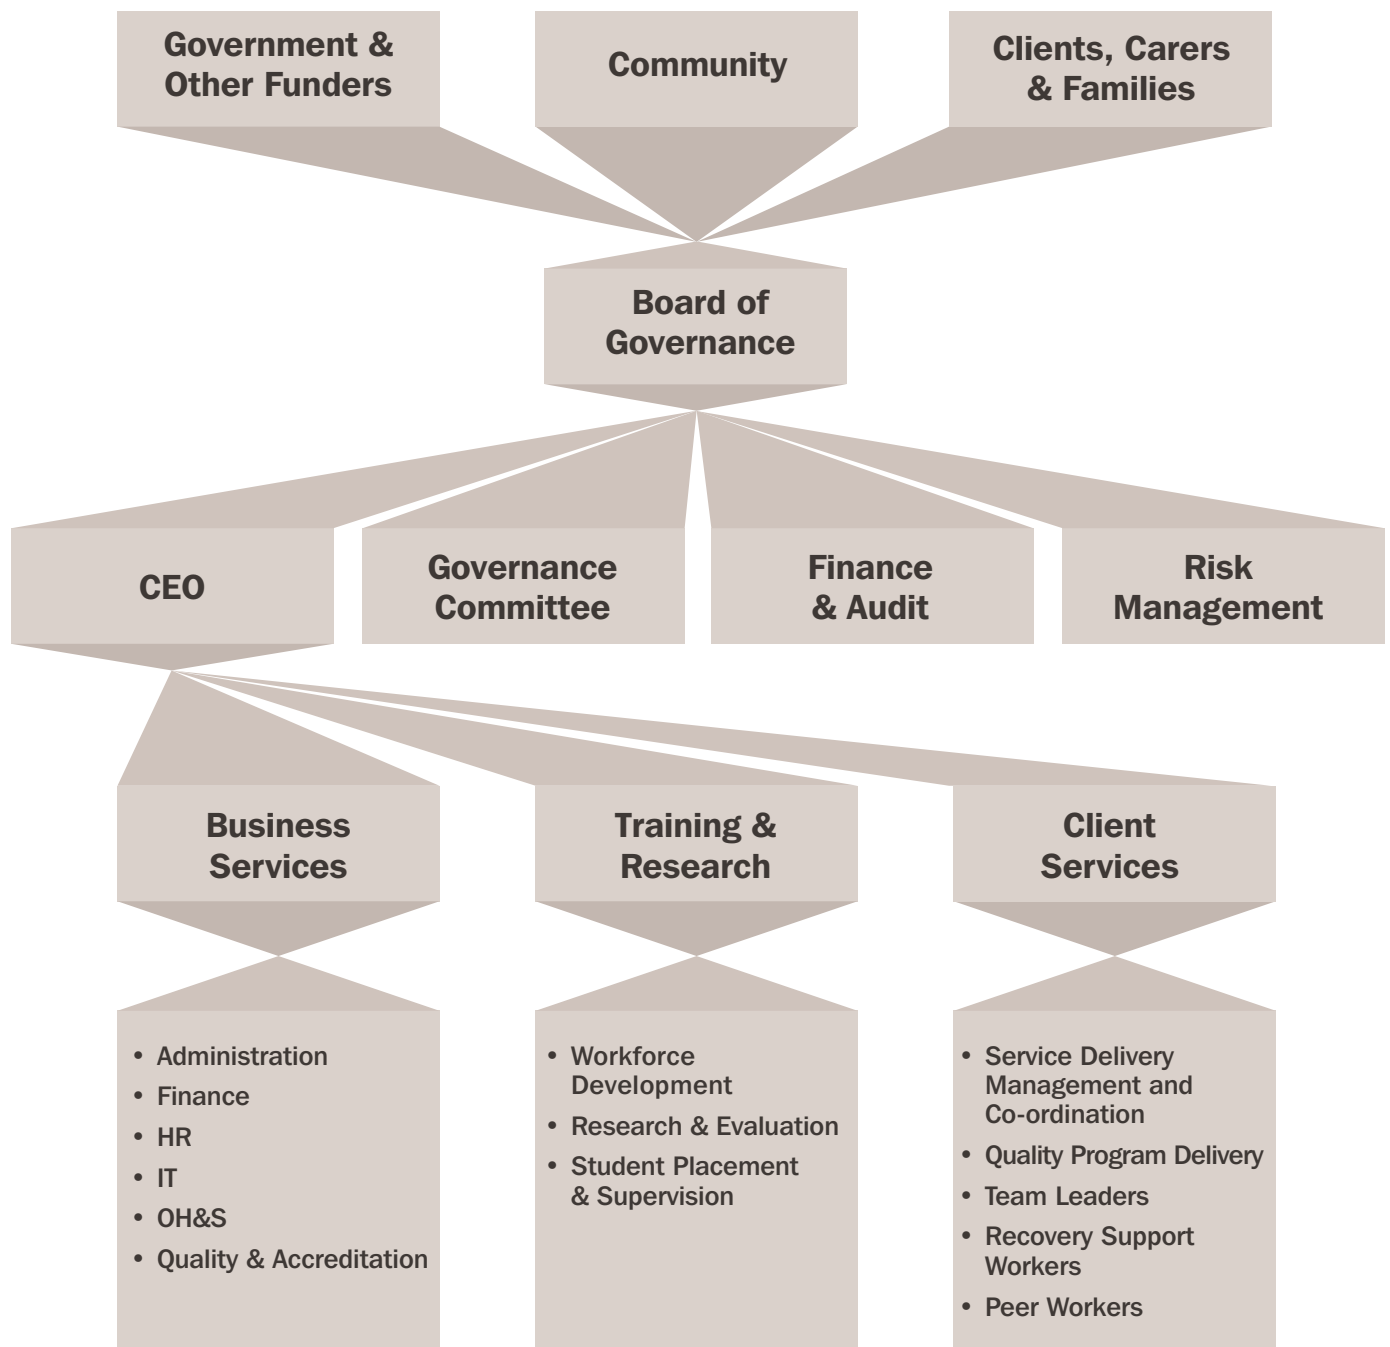 Government &
Other Funders
Community
Clients, Carers
& Families
Board of
Governance
CEO
Governance
Committee
Finance
& Audit
Risk
Management
Business
Services
Training &
Research
Client
Services
• Administration
• Finance
• HR
• IT
• OH&S
• Quality & Accreditation
• Workforce
Development
• Research & Evaluation
• Student Placement
& Supervision
• Service Delivery
Management and
Co-ordination
• Quality Program Delivery
• Team Leaders
• Recovery Support
Workers
• Peer Workers